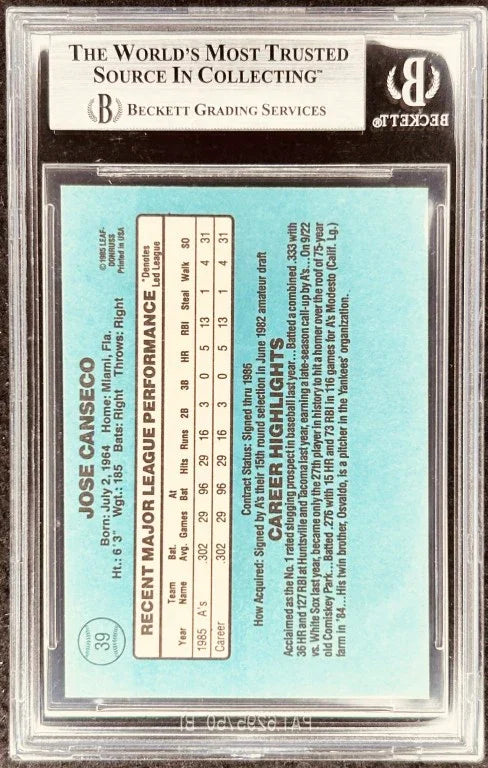 THE WORLD'S MOST TRUSTED
SOURCE IN COLLECTING™
BECKETT GRADING SERVICES
BECKETT®
39
JOSE CANSECO
© 1985 LEAF-
DONRUSS
Printed in USA
Born: July 2, 1964 Home: Miami, Fla.
Ht.: 6'3" Wgt.: 185 Bats: Right Throws: Right
RECENT MAJOR LEAGUE PERFORMANCE *Denotes
Led League
Year Team Name Bat. Avg. Games At Bat Hits Runs 2B 3B HR RBI Steal Walk SO
1985 A's .302 29 96 29 16 3 0 5 13 1 4 31
Career .302 29 96 29 16 3 0 5 13 1 4 31
Contract Status: Signed thru 1986
How Acquired: Signed by A's their 15th round selection in June 1982 amateur draft
CAREER HIGHLIGHTS
Acclaimed as the No. 1 rated slugging prospect in baseball last year...Batted a combined .333 with
36 HR and 127 RBI at Huntsville and Tacoma last year, earning a late-season call-up by A's...On 9/22
vs. White Sox last year, became only the 27th player in history to hit a homer over the roof of 75-year
old Comiskey Park...Batted .276 with 15 HR and 73 RBI in 116 games for A's Modesto (Calif. Lg.)
farm in '84...His twin brother, Osvaldo, is a pitcher in the Yankees' organization.